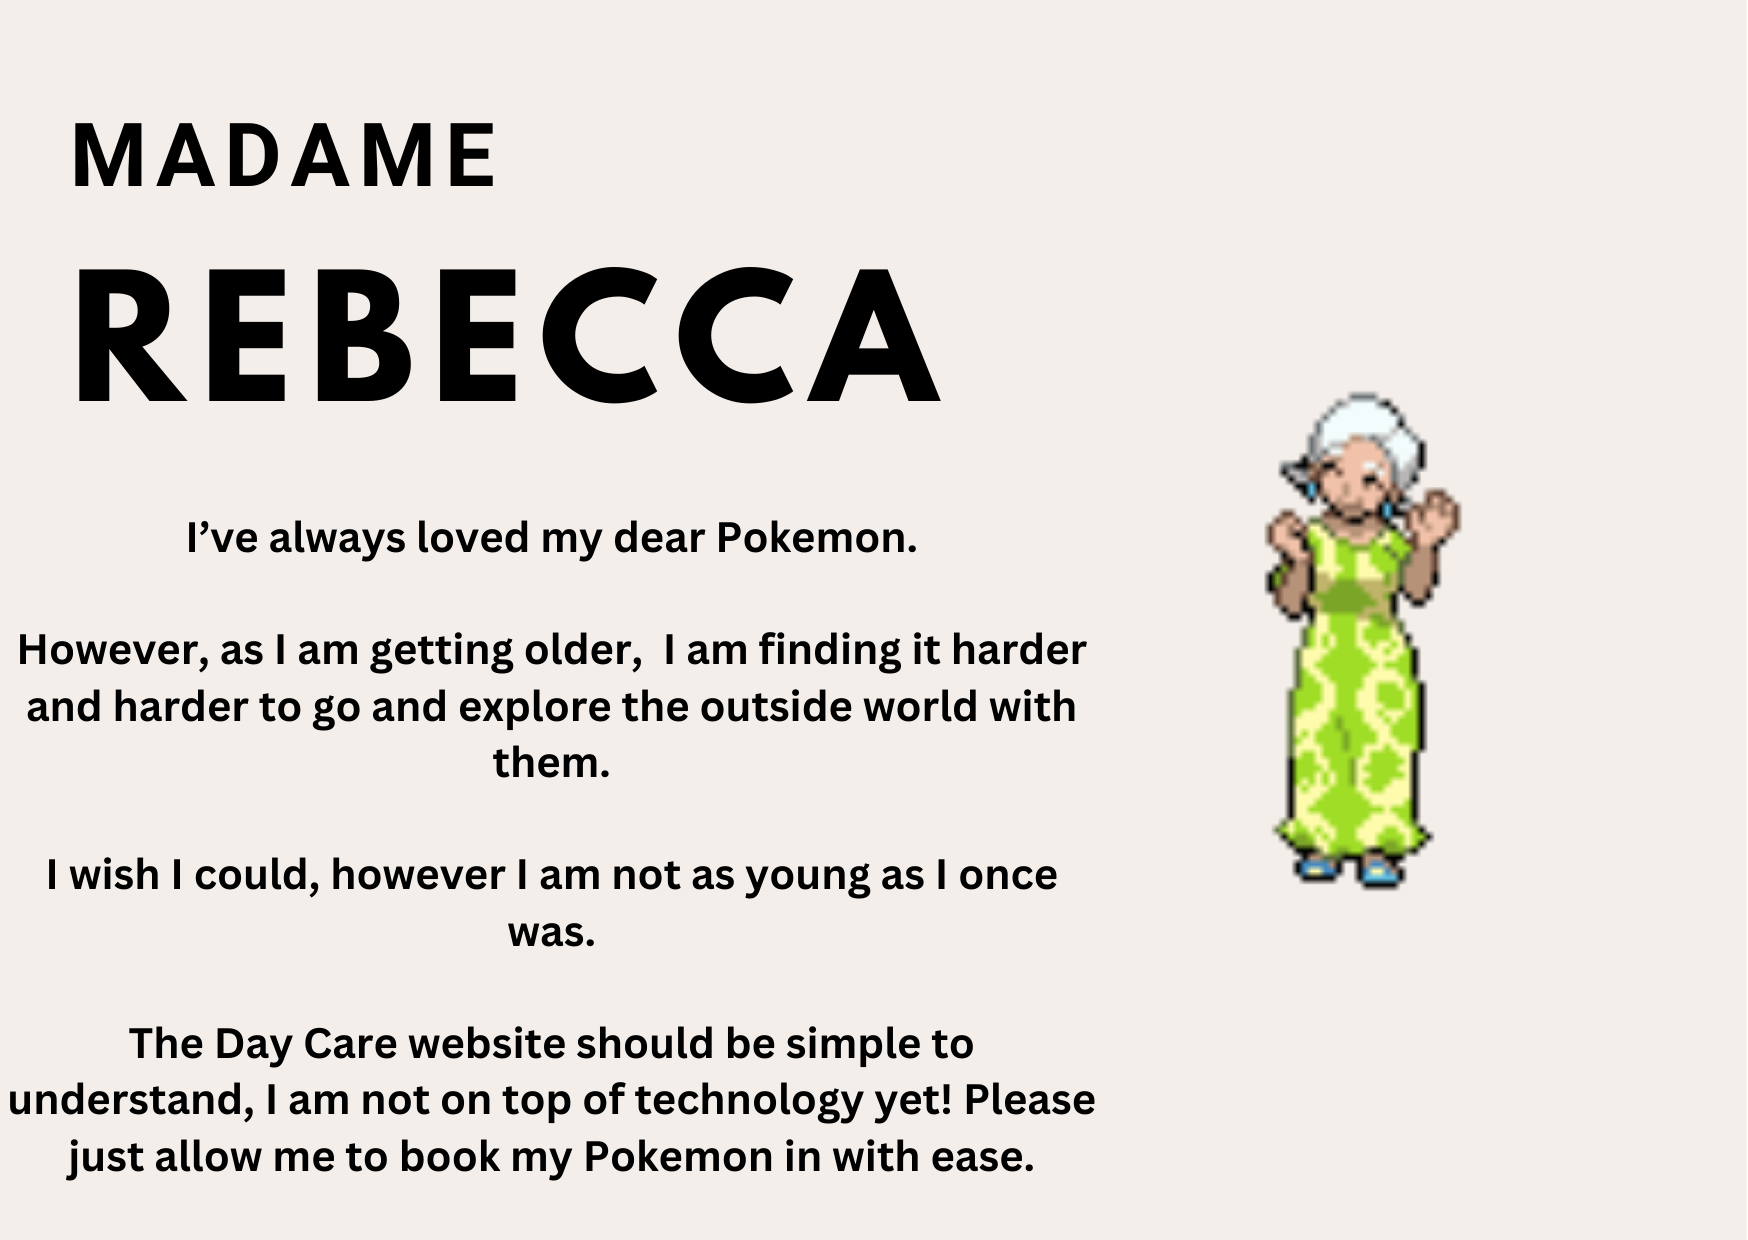 MADAME
REBECCA
I’ve always loved my dear Pokemon.
However, as I am getting older,  I am finding it harder
and harder to go and explore the outside world with
them.
I wish I could, however I am not as young as I once
was.
The Day Care website should be simple to
understand, I am not on top of technology yet! Please
just allow me to book my Pokemon in with ease.